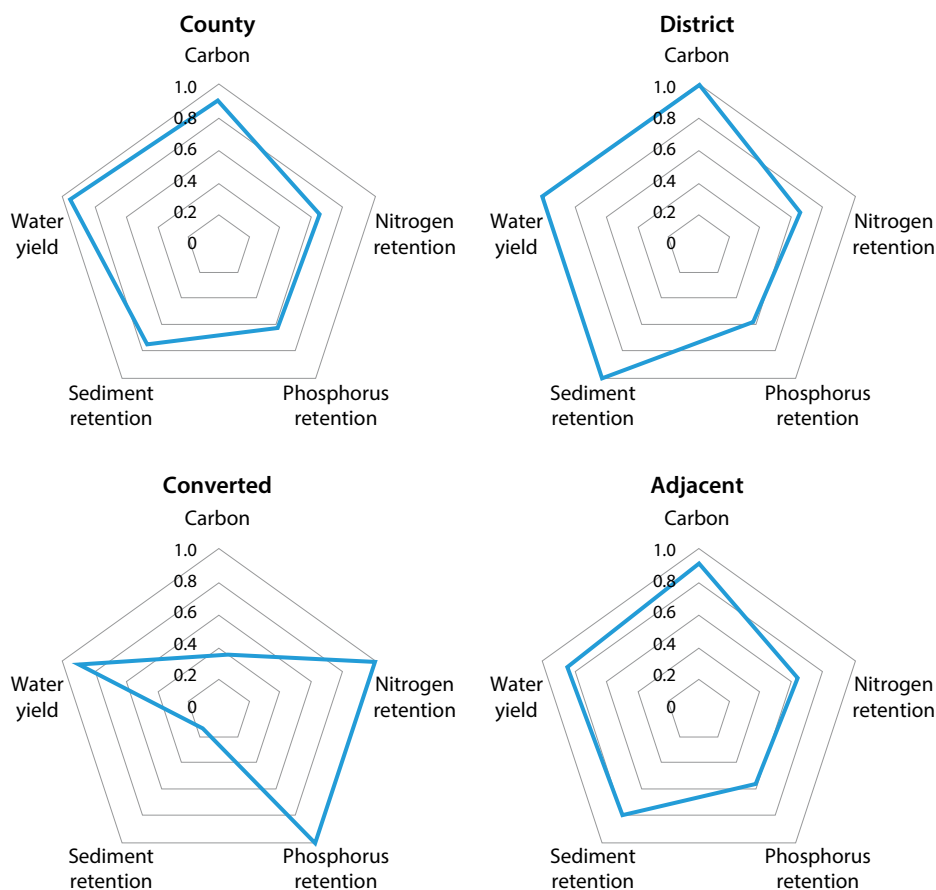 County
Carbon
1.0
0.8
0.6
0.4
0.2
0
Water
yield
Nitrogen
retention
Sediment
retention
Phosphorus
retention
District
Carbon
1.0
0.8
0.6
0.4
0.2
0
Water
yield
Nitrogen
retention
Sediment
retention
Phosphorus
retention
Converted
Carbon
1.0
0.8
0.6
0.4
0.2
0
Water
yield
Nitrogen
retention
Sediment
retention
Phosphorus
retention
Adjacent
Carbon
1.0
0.8
0.6
0.4
0.2
0
Water
yield
Nitrogen
retention
Sediment
retention
Phosphorus
retention